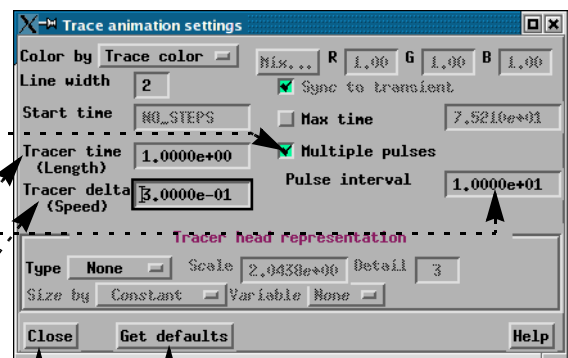 Trace animation settings
Color by Trace color Mix... R 1.00 G 1.00 B 1.00
Line width 2 Sync to transient
Start time NO_STEPS Max time 7.5210e+01
Tracer time (Length) 1.0000e+00 Multiple pulses
Tracer delta (Speed) 3.0000e-01 Pulse interval 1.0000e+01
Tracer head representation
Type None Scale 2.0438e+00 Detail 3
Size by Constant Variable None
Close Get defaults Help